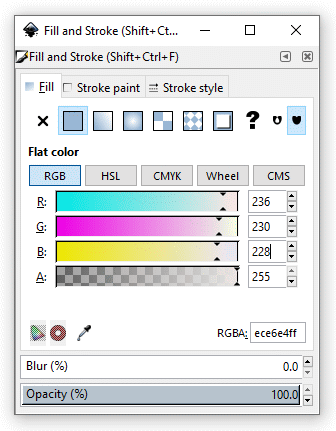 Fill and Stroke (Shift+Ct...
Fill and Stroke (Shift+Ctrl+F)
Fill Stroke paint Stroke style
?
Flat color
RGB HSL CMYK Wheel CMS
R: 236
G: 230
B: 228
A: 255
RGBA: ece6e4ff
Blur (%) 0.0
Opacity (%) 100.0